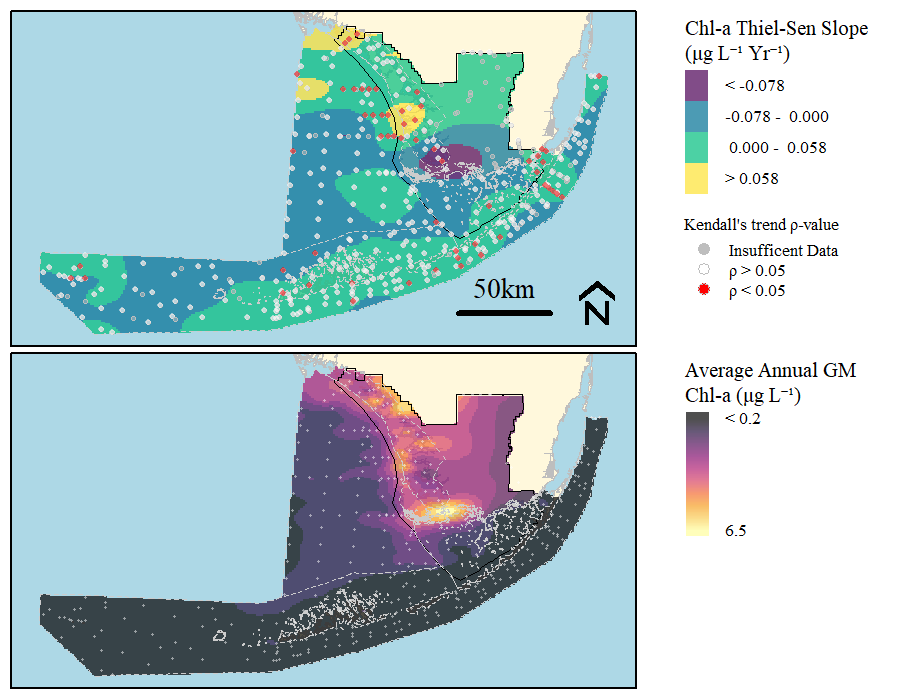 Chl-a Thiel-Sen Slope
(µg L⁻¹ Yr⁻¹)
< -0.078
-0.078 - 0.000
0.000 - 0.058
> 0.058
Kendall's trend ρ-value
Insufficent Data
ρ > 0.05
ρ < 0.05
50km
N
Average Annual GM
Chl-a (µg L⁻¹)
< 0.2
6.5